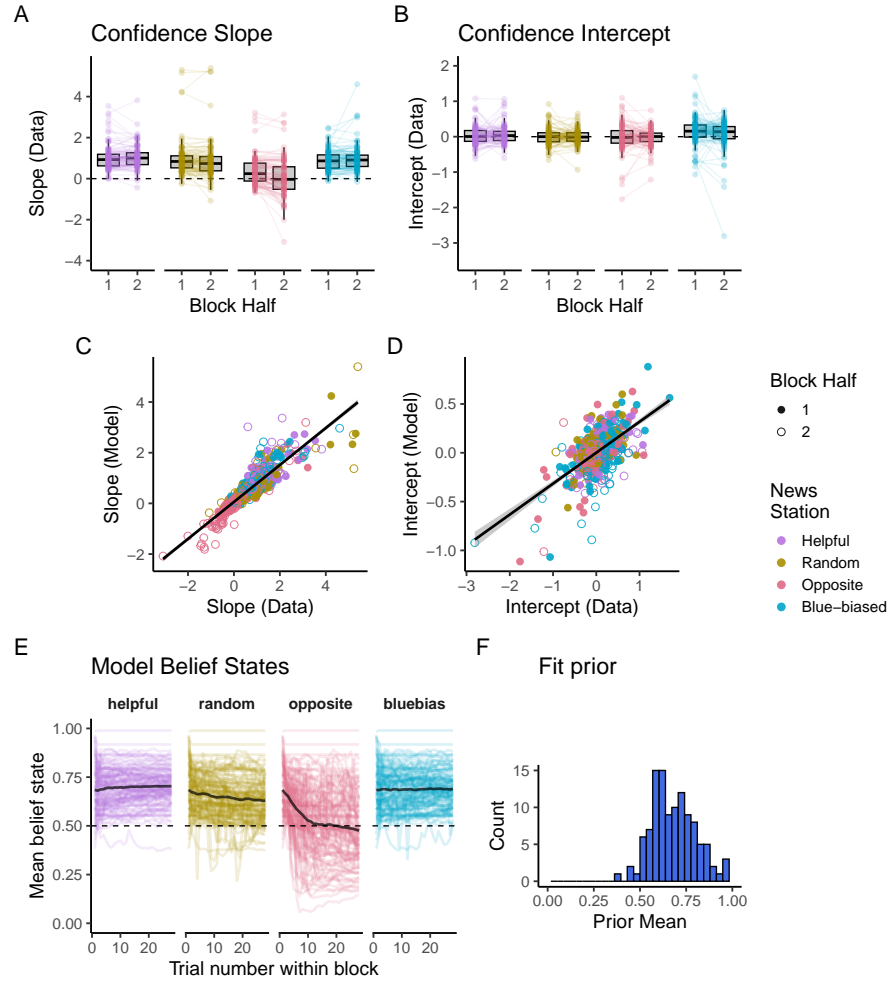 A
Confidence Slope
Slope (Data)
4
2
0
−2
−4
1 2 1 2 1 2 1 2
Block Half
B
Confidence Intercept
Intercept (Data)
2
1
0
−1
−2
−3
1 2 1 2 1 2 1 2
Block Half
C
Slope (Model)
4
2
0
−2
−2 0 2 4
Slope (Data)
D
Intercept (Model)
0.5
0.0
−0.5
−1.0
−3 −2 −1 0 1
Intercept (Data)
Block Half
1
2
News
Station
Helpful
Random
Opposite
Blue−biased
E
Model Belief States
helpful random opposite bluebias
Mean belief state
1.00
0.75
0.50
0.25
0.00
0 10 20 0 10 20 0 10 20 0 10 20
Trial number within block
F
Fit prior
Count
15
10
5
0
0.00 0.25 0.50 0.75 1.00
Prior Mean